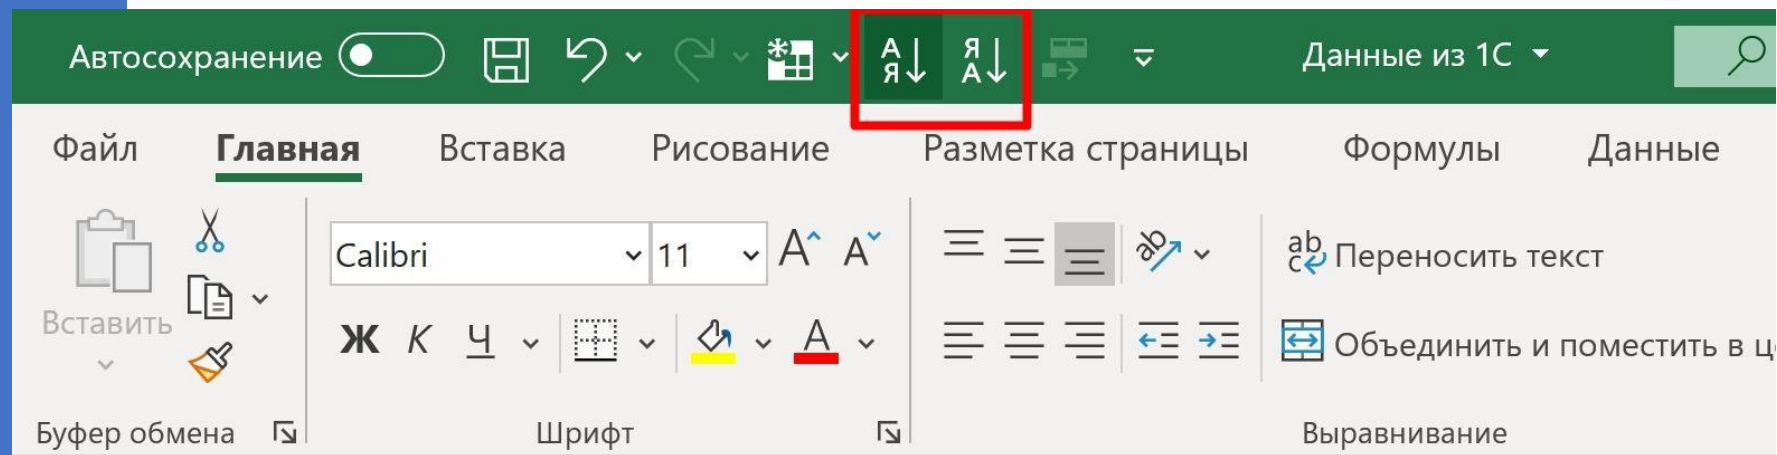 Автосохранение А Я Я А Данные из 1С
Файл Главная Вставка Рисование Разметка страницы Формулы Данные
Calibri 11 A A ab ab c Переносить текст
Вставить Ж К Ч A Объединить и поместить в
Буфер обмена Шрифт Выравнивание